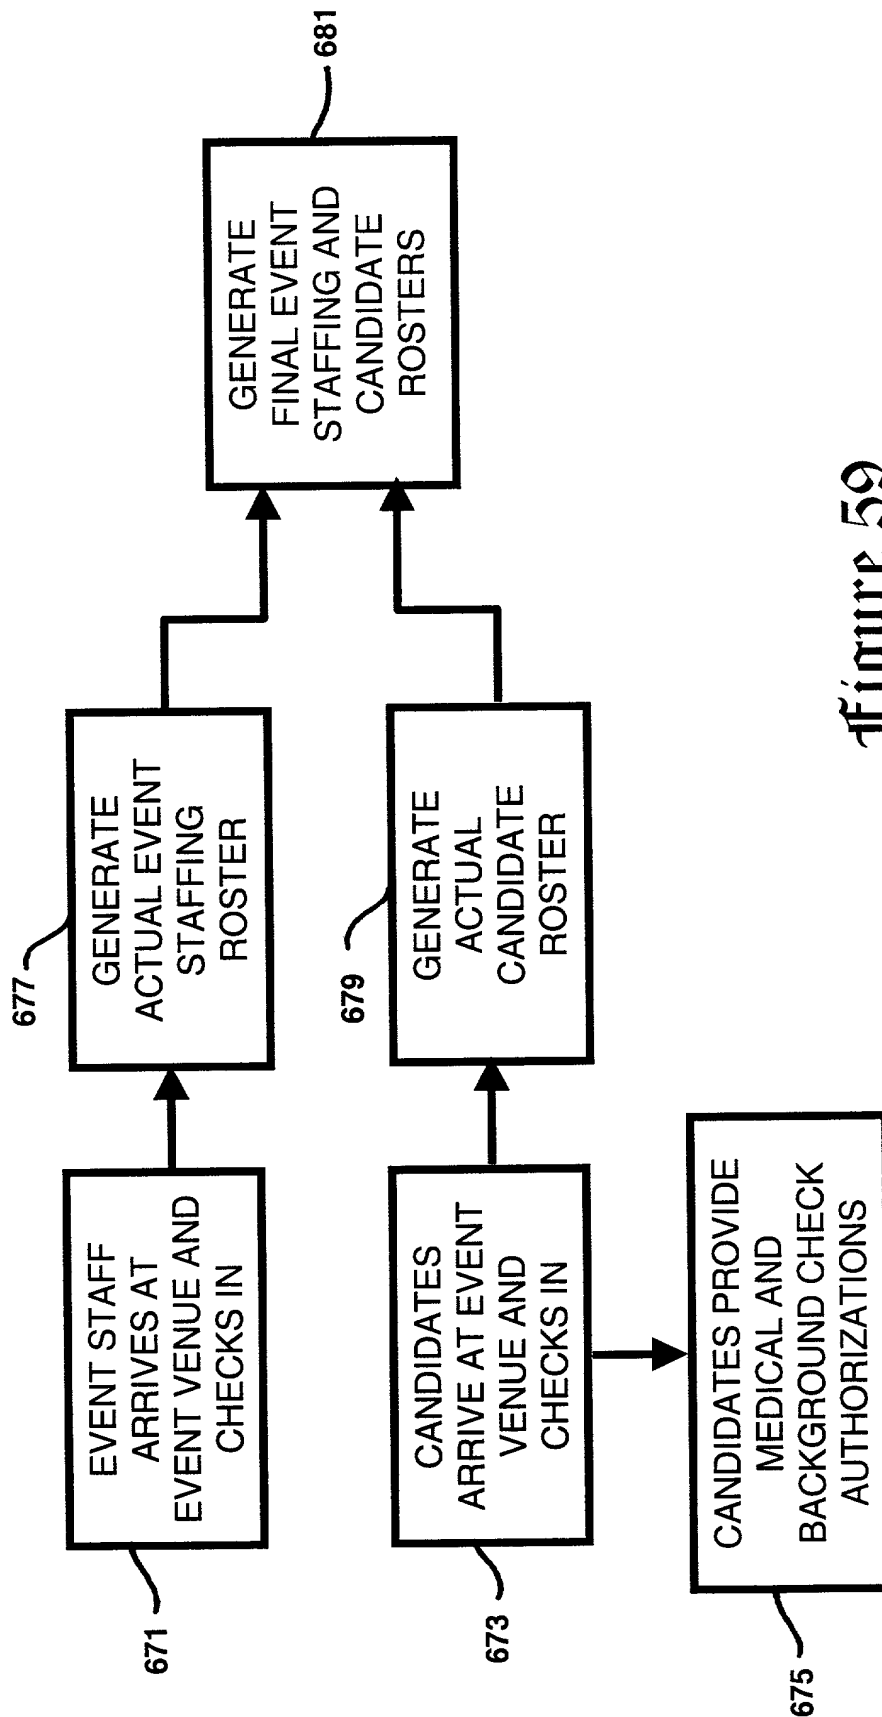 671
EVENT STAFF
ARRIVES AT
EVENT VENUE AND
CHECKS IN
677
GENERATE
ACTUAL EVENT
STAFFING
ROSTER
673
CANDIDATES
ARRIVE AT EVENT
VENUE AND
CHECKS IN
679
GENERATE
ACTUAL
CANDIDATE
ROSTER
681
GENERATE
FINAL EVENT
STAFFING AND
CANDIDATE
ROSTERS
675
CANDIDATES PROVIDE
MEDICAL AND
BACKGROUND CHECK
AUTHORIZATIONS
Figure 59